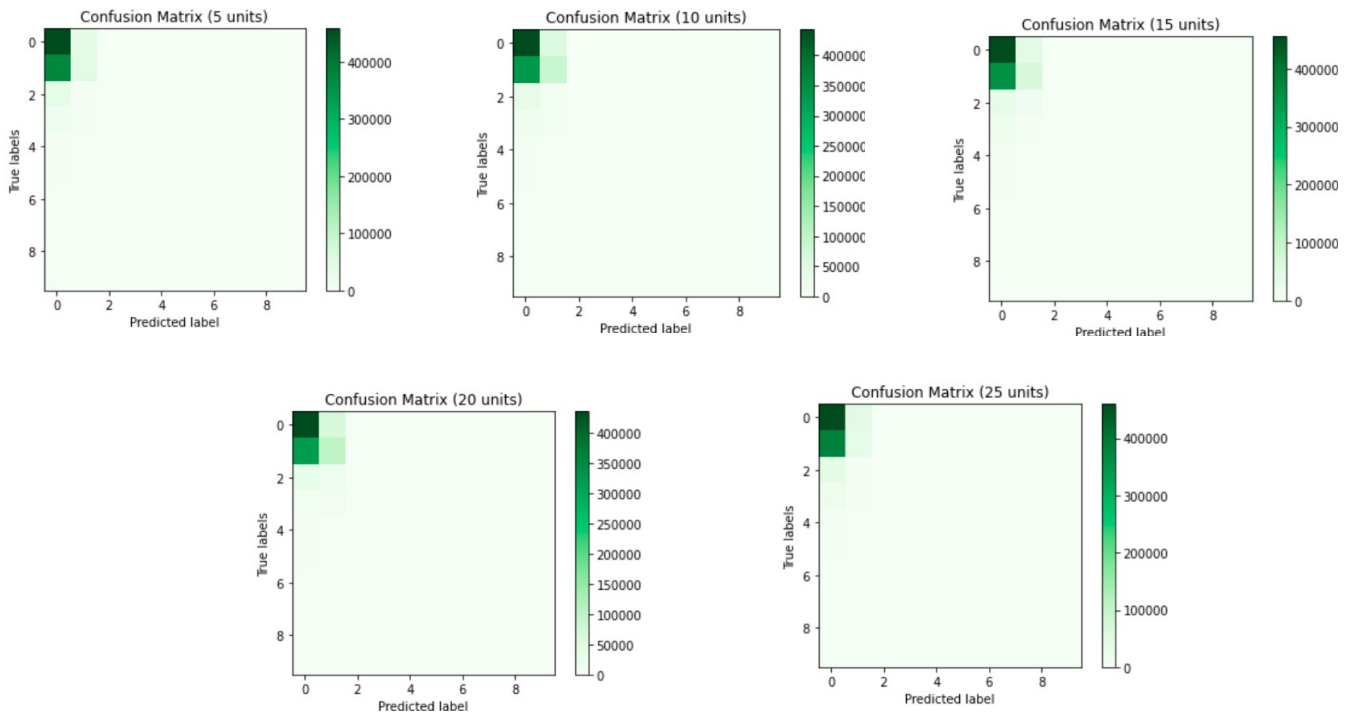 Confusion Matrix (5 units)
0
2
4
6
8
True labels
0 2 4 6 8
Predicted label
400000
300000
200000
100000
0
Confusion Matrix (10 units)
0
2
4
6
8
True labels
0 2 4 6 8
Predicted label
400000
350000
300000
250000
200000
150000
100000
50000
0
Confusion Matrix (15 units)
0
2
4
6
8
True labels
0 2 4 6 8
Predicted label
400000
300000
200000
100000
0
Confusion Matrix (20 units)
0
2
4
6
8
True labels
0 2 4 6 8
Predicted label
400000
350000
300000
250000
200000
150000
100000
50000
0
Confusion Matrix (25 units)
0
2
4
6
8
True labels
0 2 4 6 8
Predicted label
400000
300000
200000
100000
0